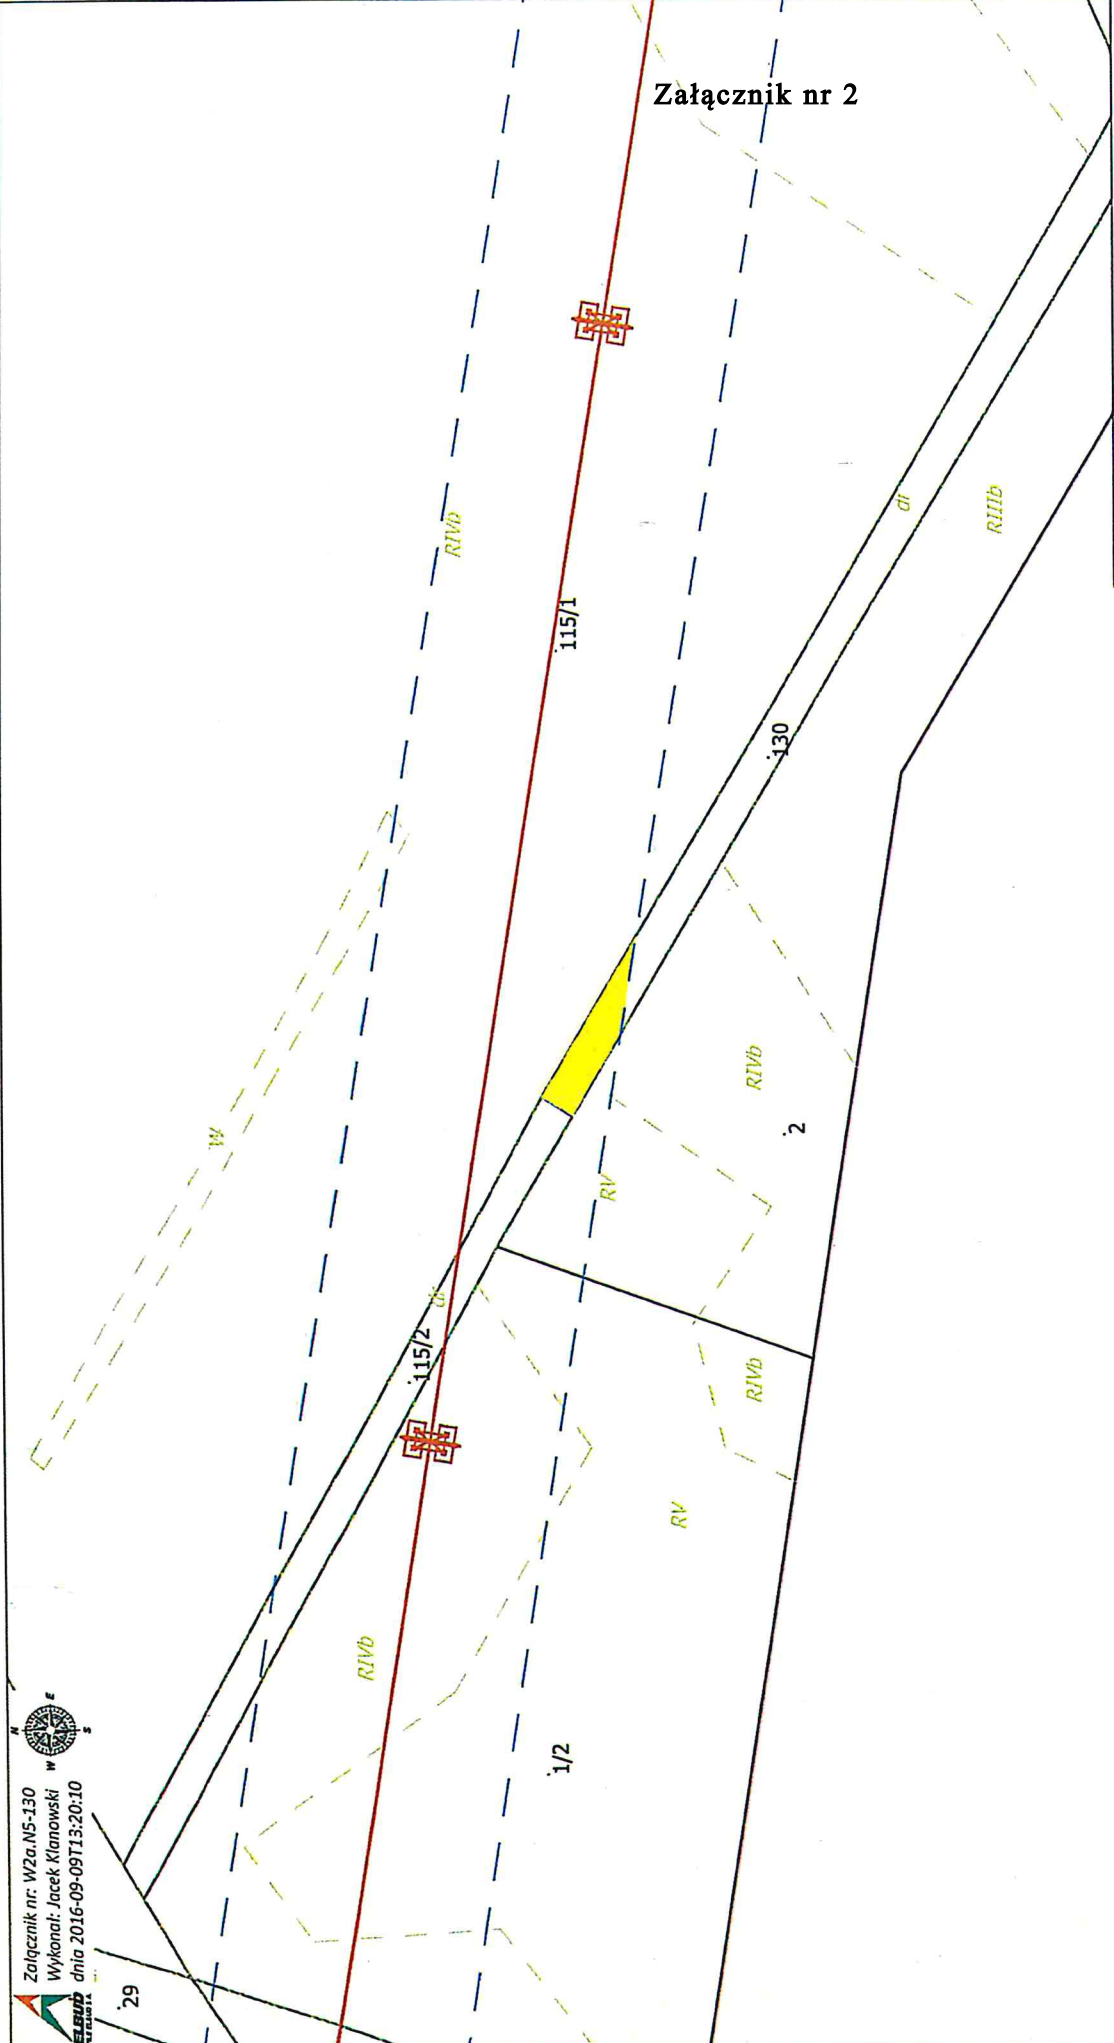 Załącznik nr 2
Załącznik nr: W2a.N5-130
Wykonał: Jacek Klanowski
dnia 2016-09-09T13:20:10
ELBUD
N
E
S
W
RIVb
115/1
dr
RIIIb
130
W
RIVb
2
RV
dr
115/2
RIVb
RV
RIVb
1/2
29